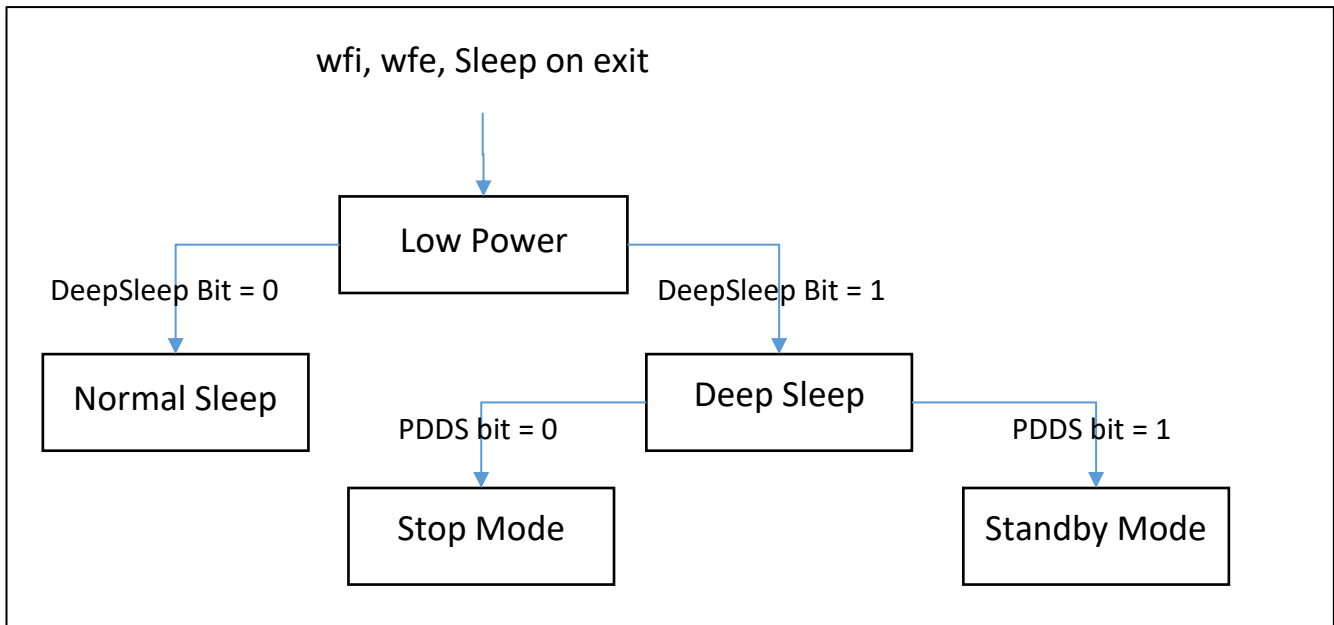 wfi, wfe, Sleep on exit
Low Power
DeepSleep Bit = 0
DeepSleep Bit = 1
Normal Sleep
Deep Sleep
PDDS bit = 0
PDDS bit = 1
Stop Mode
Standby Mode